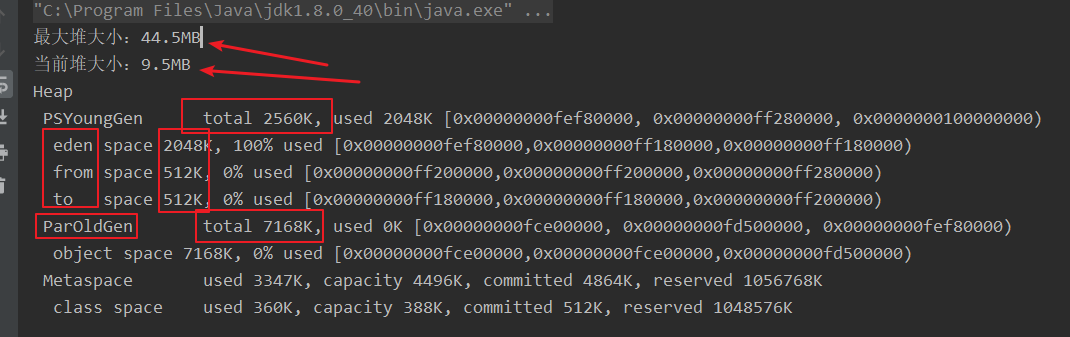 "C:\Program Files\Java\jdk1.8.0_40\bin\java.exe" ...
最大堆大小：44.5MB
当前堆大小：9.5MB
Heap
PSYoungGen total 2560K, used 2048K [0x00000000fef80000, 0x00000000ff280000, 0x0000000100000000)
eden space 2048K, 100% used [0x00000000fef80000,0x00000000ff180000,0x00000000ff180000)
from space 512K, 0% used [0x00000000ff200000,0x00000000ff200000,0x00000000ff280000)
to space 512K, 0% used [0x00000000ff180000,0x00000000ff180000,0x00000000ff200000)
ParOldGen total 7168K, used 0K [0x00000000fce00000, 0x00000000fd500000, 0x00000000fef80000)
object space 7168K, 0% used [0x00000000fce00000,0x00000000fce00000,0x00000000fd500000)
Metaspace used 3347K, capacity 4496K, committed 4864K, reserved 1056768K
class space used 360K, capacity 388K, committed 512K, reserved 1048576K